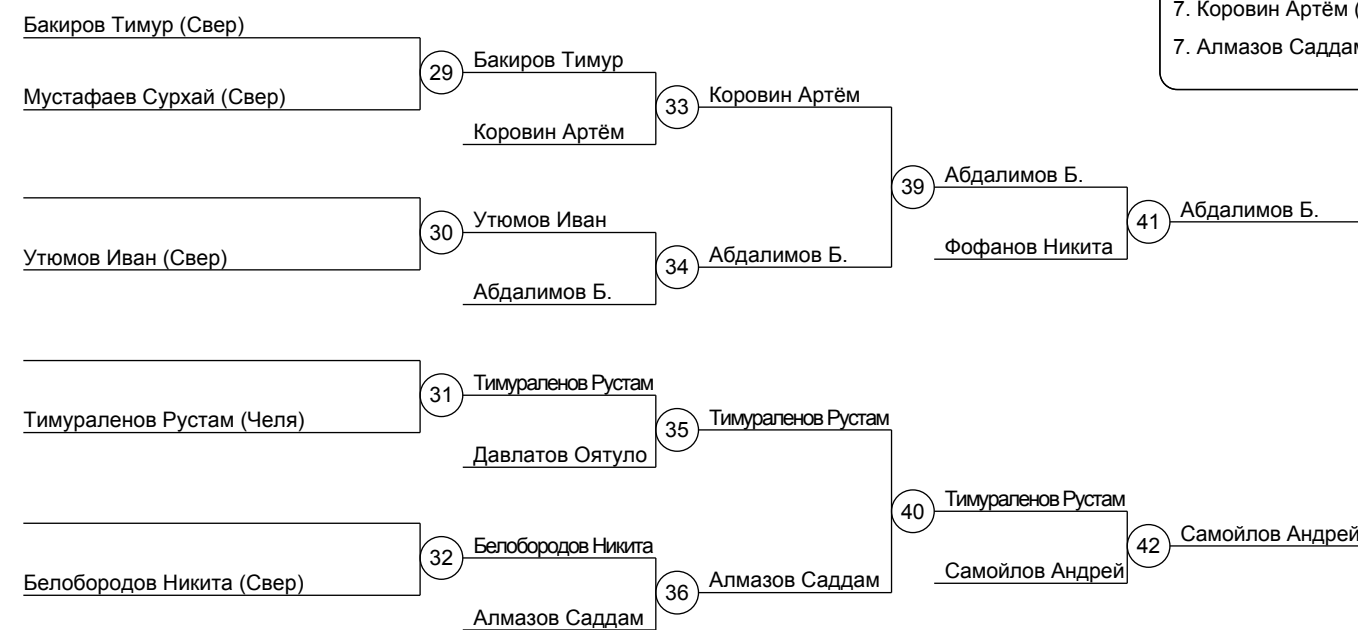 7. Коровин Артём (
7. Алмазов Саддам
Бакиров Тимур (Свер)
29
Бакиров Тимур
Мустафаев Сурхай (Свер)
33
Коровин Артём
Коровин Артём
39
Абдалимов Б.
Утюмов Иван
30
Утюмов Иван (Свер)
34
Абдалимов Б.
Абдалимов Б.
41
Абдалимов Б.
Фофанов Никита
31
Тимураленов Рустам
Тимураленов Рустам (Челя)
35
Тимураленов Рустам
Давлатов Оятуло
40
Тимураленов Рустам
32
Белобородов Никита
Белобородов Никита (Свер)
36
Алмазов Саддам
Алмазов Саддам
42
Самойлов Андрей
Самойлов Андрей